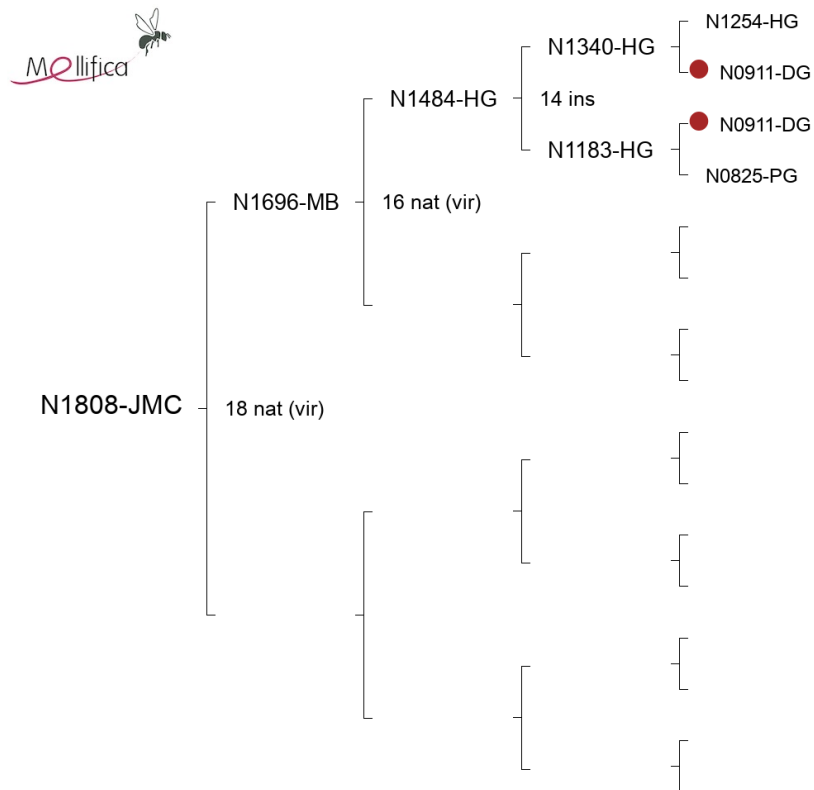 Mellifica
N1254-HG
N1340-HG
N0911-DG
N1484-HG
14 ins
N0911-DG
N1183-HG
N0825-PG
N1696-MB
16 nat (vir)
N1808-JMC
18 nat (vir)